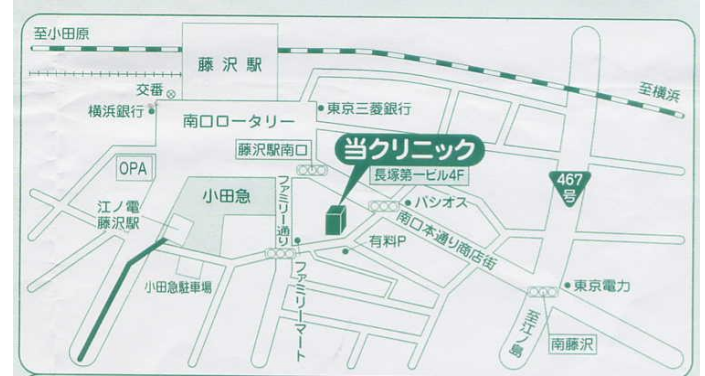 至小田原
藤沢駅
至横浜
交番
横浜銀行
南口ロータリー
東京三菱銀行
藤沢駅南口
当クリニック
長塚第一ビル4F
OPA
小田急
ファミリー通り
467号
江ノ電
藤沢駅
パシオス
南口本通り商店街
有料P
小田急駐車場
ファミリーマート
東京電力
至江ノ島
南藤沢